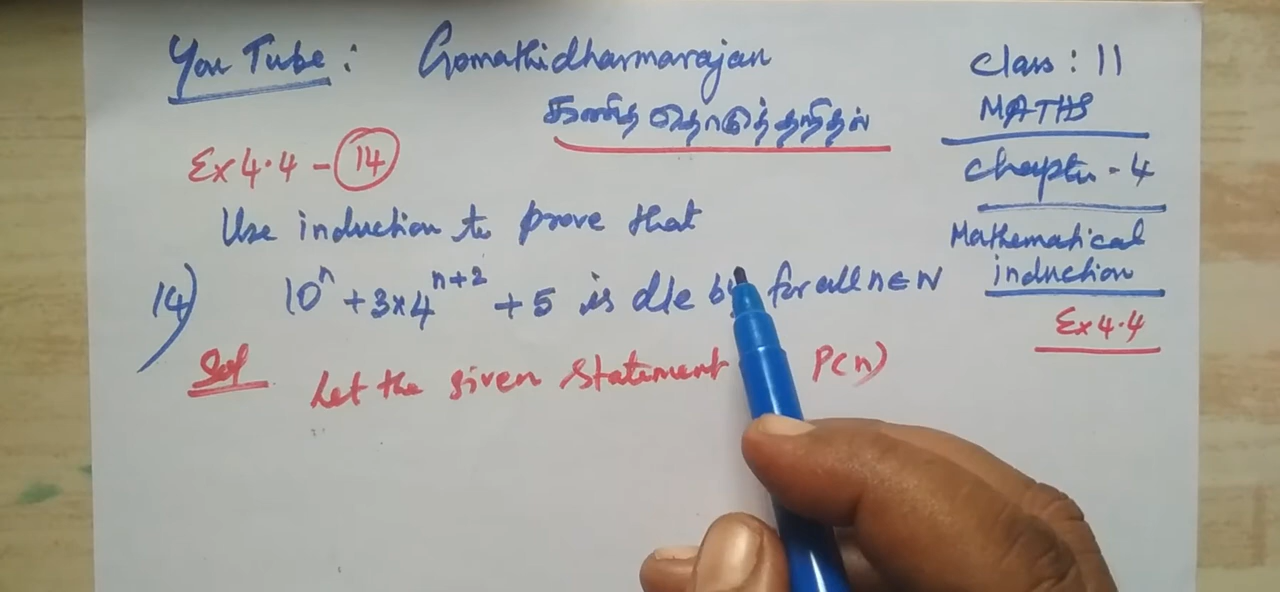 You Tube : Gomathidharmarajan
கணித தொகுத்தறிதல்
Class : 11
MATHS
Chapter - 4
Mathematical
induction
Ex 4.4
Ex 4.4 - 14
Use induction to prove that
14) 10ⁿ + 3×4ⁿ⁺² + 5 is d/e by for all n ∈ N
Sol Let the given statement P(n)